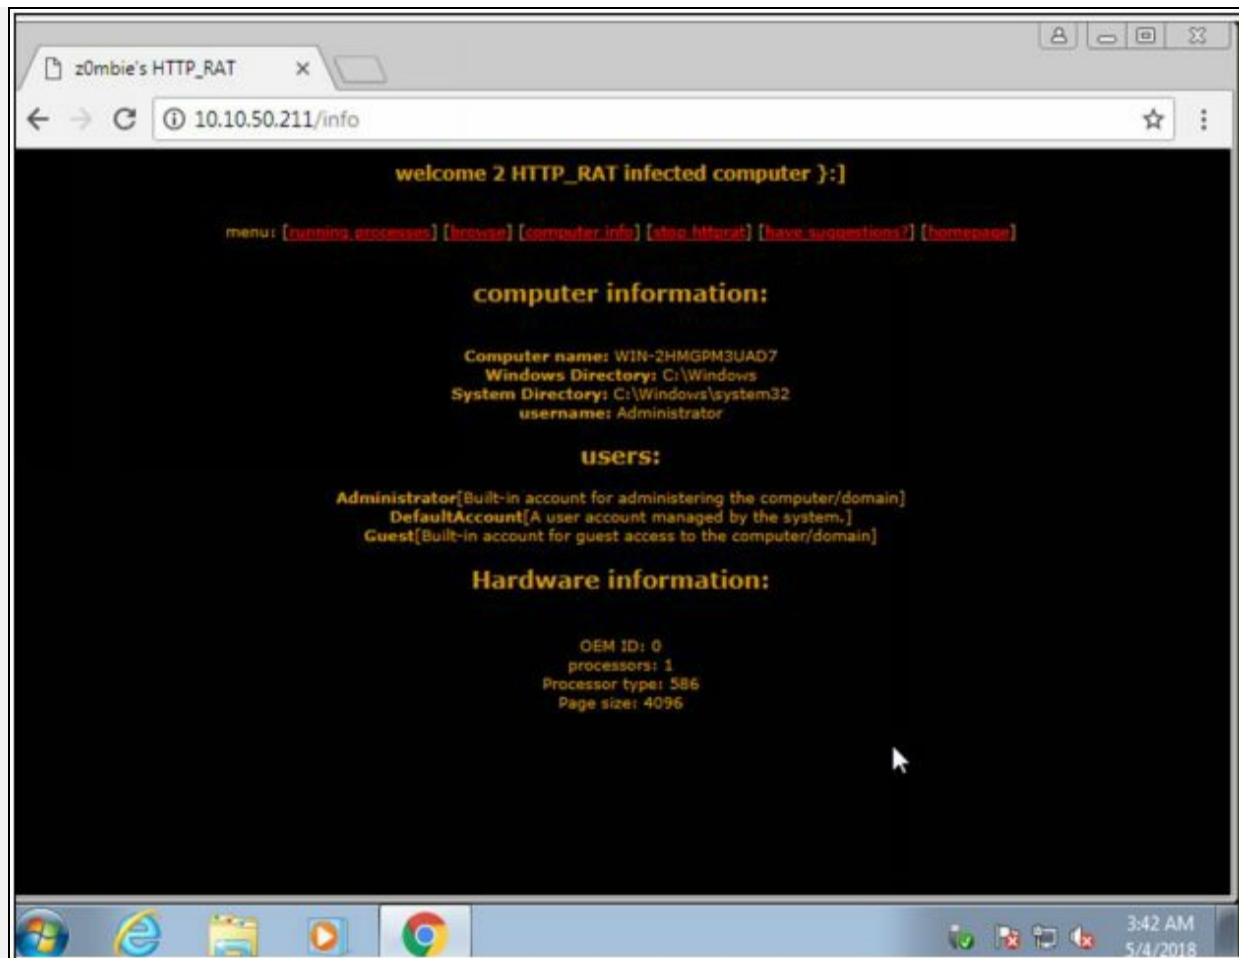 z0mbie's HTTP_RAT
10.10.50.211/info
welcome 2 HTTP_RAT infected computer }:]
menu: [running processes] [browse] [computer info] [stop httprat] [have suggestions?] [homepage]
computer information:
Computer name: WIN-2HMGPM3UAD7
Windows Directory: C:\Windows
System Directory: C:\Windows\system32
username: Administrator
users:
Administrator[Built-in account for administering the computer/domain]
DefaultAccount[A user account managed by the system.]
Guest[Built-in account for guest access to the computer/domain]
Hardware information:
OEM ID: 0
processors: 1
Processor type: 586
Page size: 4096
3:42 AM
5/4/2018